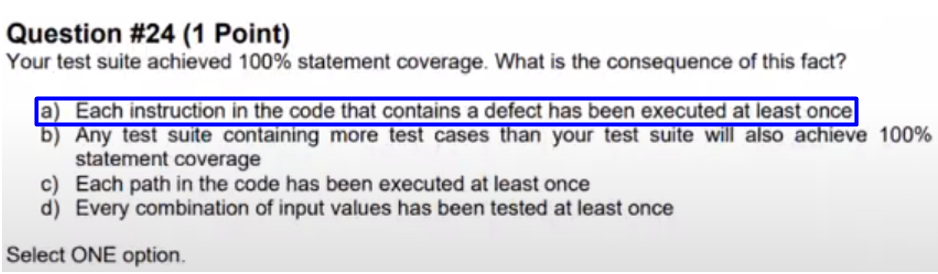 Question #24 (1 Point)
Your test suite achieved 100% statement coverage. What is the consequence of this fact?
a) Each instruction in the code that contains a defect has been executed at least once
b) Any test suite containing more test cases than your test suite will also achieve 100%
statement coverage
c) Each path in the code has been executed at least once
d) Every combination of input values has been tested at least once
Select ONE option.